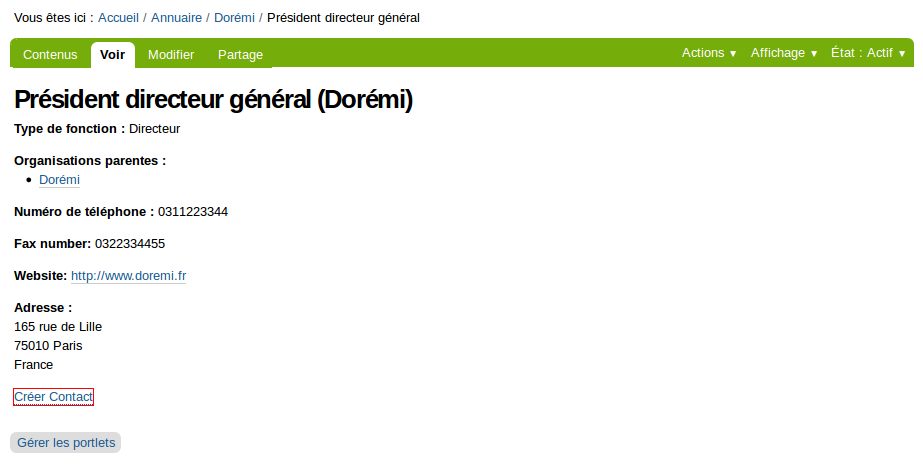 Vous êtes ici : Accueil / Annuaire / Dorémi / Président directeur général
Contenus Voir Modifier Partage Actions ▼ Affichage ▼ État : Actif ▼
Président directeur général (Dorémi)
Type de fonction : Directeur
Organisations parentes :
• Dorémi
Numéro de téléphone : 0311223344
Fax number: 0322334455
Website: http://www.doremi.fr
Adresse :
165 rue de Lille
75010 Paris
France
Créer Contact
Gérer les portlets